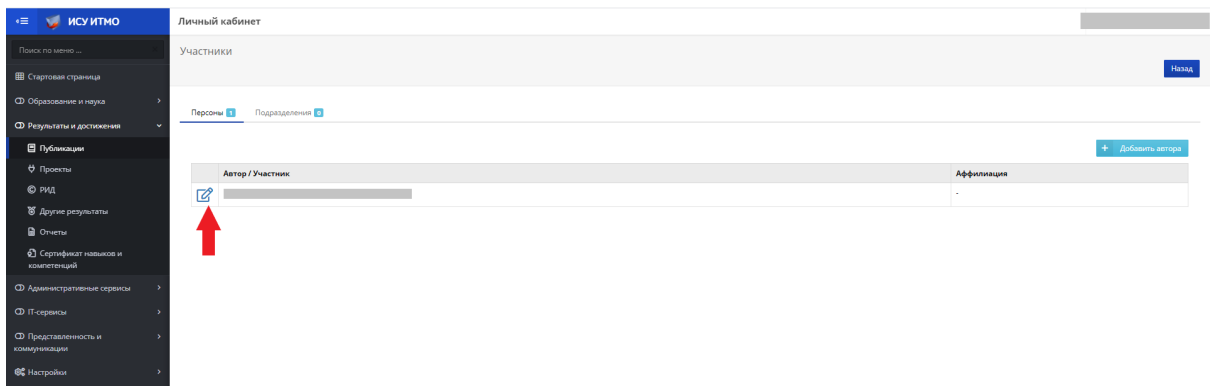 ИСУ ИТМО
Личный кабинет
Поиск по меню ...
Участники
Назад
Стартовая страница
Образование и наука
Персоны 1
Подразделения 0
Результаты и достижения
Публикации
Добавить автора
Проекты
Автор / Участник
Аффилиация
РИД
-
Другие результаты
Отчеты
Сертификат навыков и
компетенций
Административные сервисы
IT-сервисы
Представленность и
коммуникации
Настройки